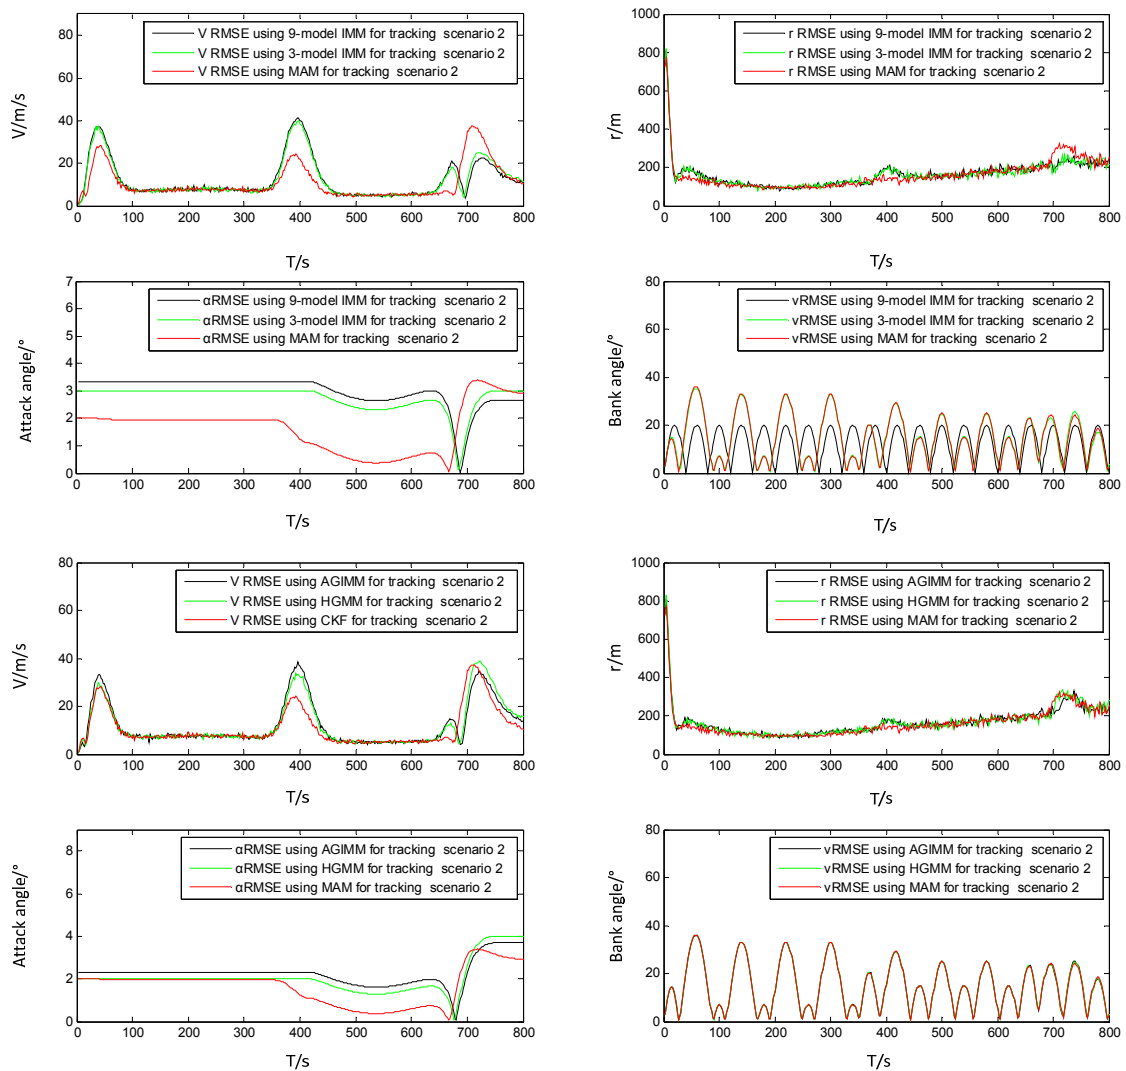 V/m/s
80
60
40
20
0
V RMSE using 9-model IMM for tracking scenario 2
V RMSE using 3-model IMM for tracking scenario 2
V RMSE using MAM for tracking scenario 2
0 100 200 300 400 500 600 700 800
T/s
r/m
1000
800
600
400
200
0
r RMSE using 9-model IMM for tracking scenario 2
r RMSE using 3-model IMM for tracking scenario 2
r RMSE using MAM for tracking scenario 2
0 100 200 300 400 500 600 700 800
T/s
Attack angle/°
7
6
5
4
3
2
1
0
αRMSE using 9-model IMM for tracking scenario 2
αRMSE using 3-model IMM for tracking scenario 2
αRMSE using MAM for tracking scenario 2
0 100 200 300 400 500 600 700 800
T/s
Bank angle/°
80
60
40
20
0
vRMSE using 9-model IMM for tracking scenario 2
vRMSE using 3-model IMM for tracking scenario 2
vRMSE using MAM for tracking scenario 2
0 100 200 300 400 500 600 700 800
T/s
V/m/s
80
60
40
20
0
V RMSE using AGIMM for tracking scenario 2
V RMSE using HGMM for tracking scenario 2
V RMSE using CKF for tracking scenario 2
0 100 200 300 400 500 600 700 800
T/s
r/m
1000
800
600
400
200
0
r RMSE using AGIMM for tracking scenario 2
r RMSE using HGMM for tracking scenario 2
r RMSE using MAM for tracking scenario 2
0 100 200 300 400 500 600 700 800
T/s
Attack angle/°
8
6
4
2
0
αRMSE using AGIMM for tracking scenario 2
αRMSE using HGMM for tracking scenario 2
αRMSE using MAM for tracking scenario 2
0 100 200 300 400 500 600 700 800
T/s
Bank angle/°
80
60
40
20
0
vRMSE using AGIMM for tracking scenario 2
vRMSE using HGMM for tracking scenario 2
vRMSE using MAM for tracking scenario 2
0 100 200 300 400 500 600 700 800
T/s